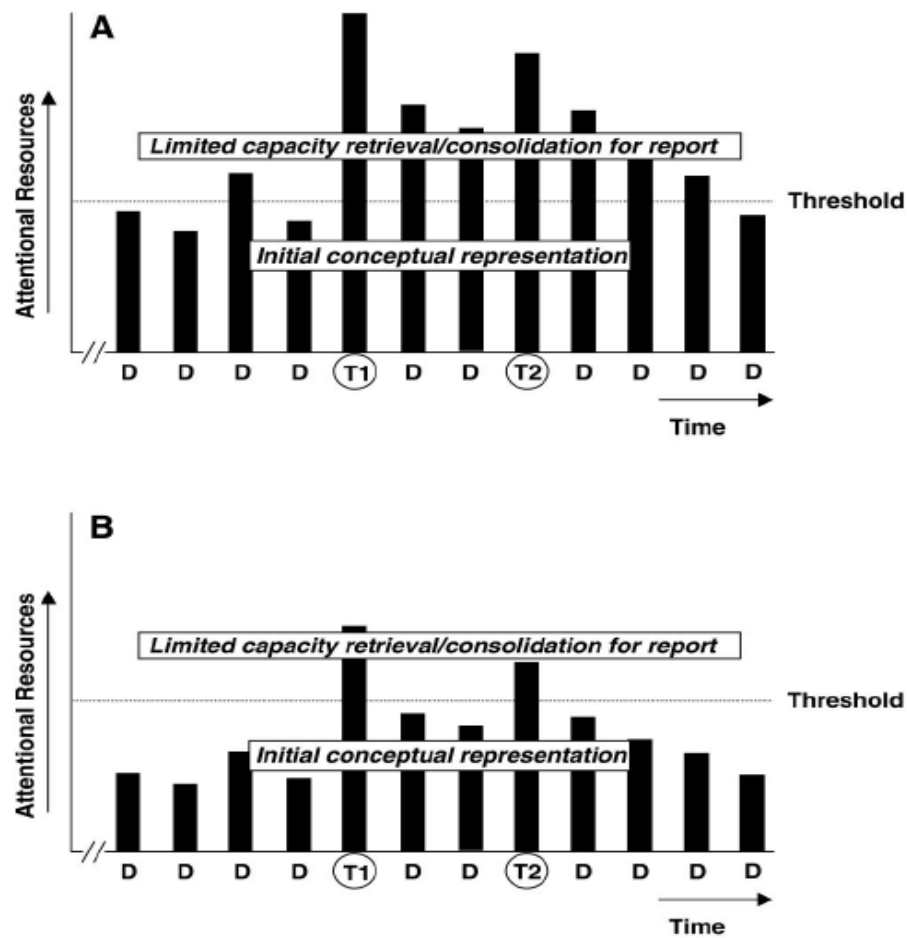 A
Attentional Resources
Limited capacity retrieval/consolidation for report
Threshold
Initial conceptual representation
D D D D T1 D D T2 D D D D
Time
B
Attentional Resources
Limited capacity retrieval/consolidation for report
Threshold
Initial conceptual representation
D D D D T1 D D T2 D D D D
Time